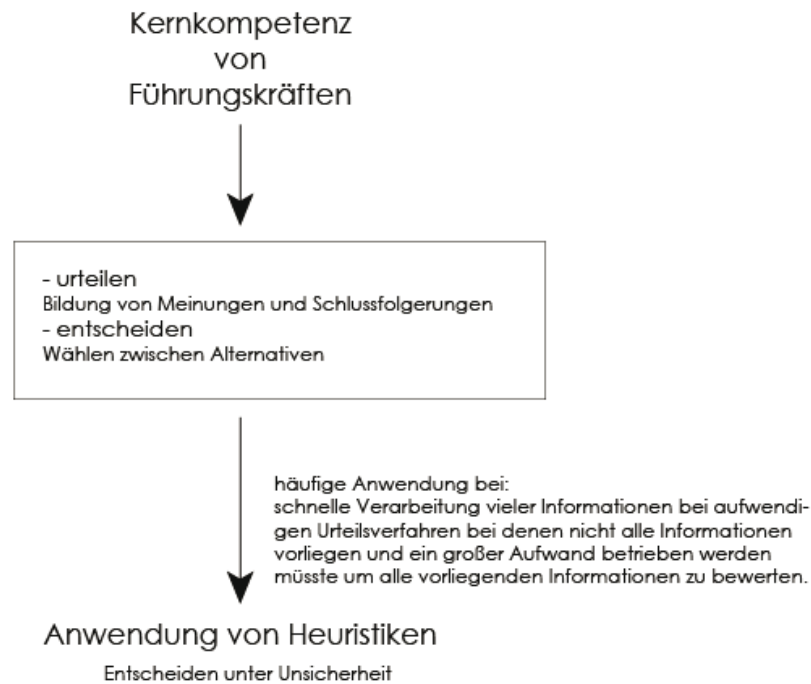 Kernkompetenz
von
Führungskräften
- urteilen
Bildung von Meinungen und Schlussfolgerungen
- entscheiden
Wählen zwischen Alternativen
häufige Anwendung bei:
schnelle Verarbeitung vieler Informationen bei aufwendi-
gen Urteilsverfahren bei denen nicht alle Informationen
vorliegen und ein großer Aufwand betrieben werden
müsste um alle vorliegenden Informationen zu bewerten.
Anwendung von Heuristiken
Entscheiden unter Unsicherheit